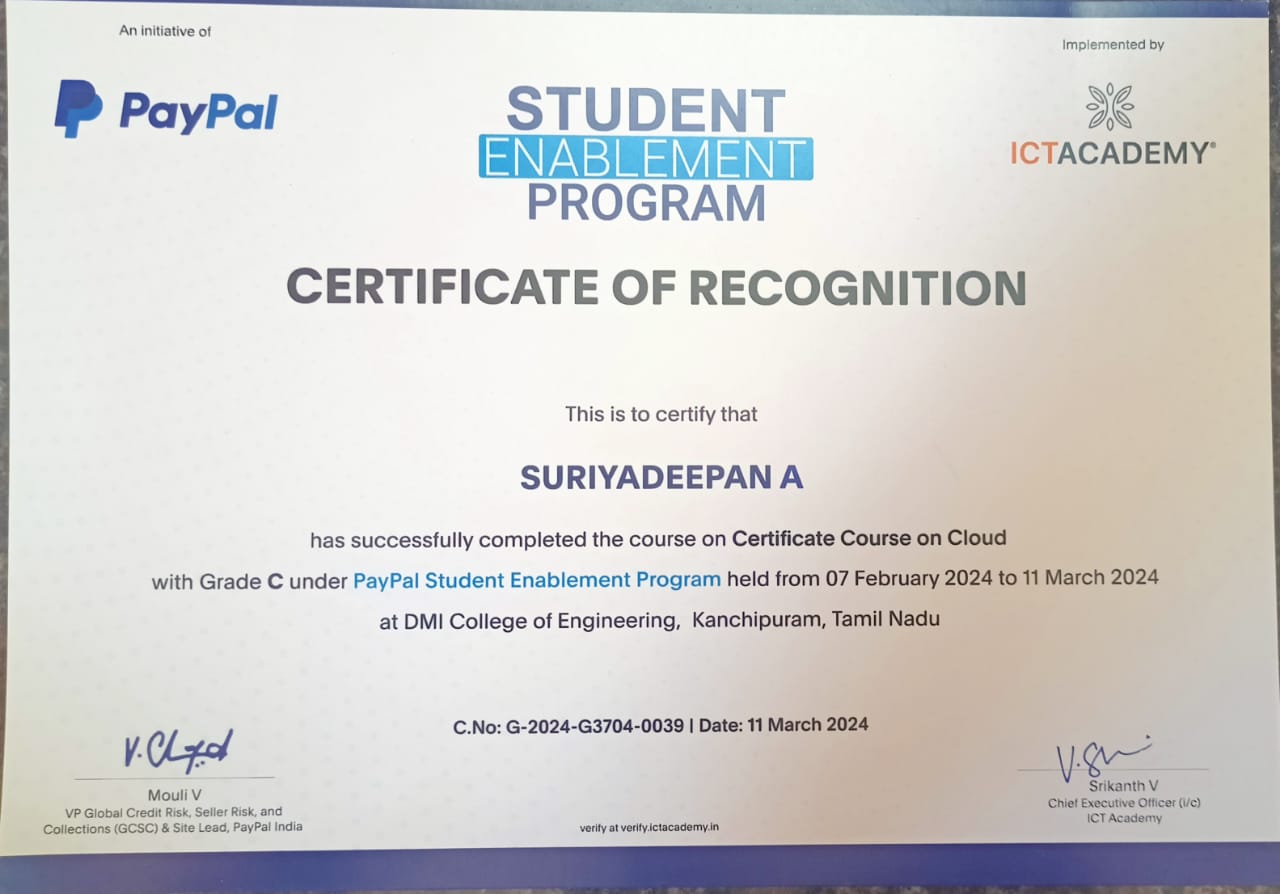 An initiative of
PayPal
STUDENT
ENABLEMENT
PROGRAM
Implemented by
ICTACADEMY®
CERTIFICATE OF RECOGNITION
This is to certify that
SURIYADEEPAN A
has successfully completed the course on Certificate Course on Cloud
with Grade C under PayPal Student Enablement Program held from 07 February 2024 to 11 March 2024
at DMI College of Engineering, Kanchipuram, Tamil Nadu
C.No: G-2024-G3704-0039 | Date: 11 March 2024
Mouli V
VP Global Credit Risk, Seller Risk, and
Collections (GCSC) & Site Lead, PayPal India
verify at verify.ictacademy.in
Srikanth V
Chief Executive Officer (i/c)
ICT Academy